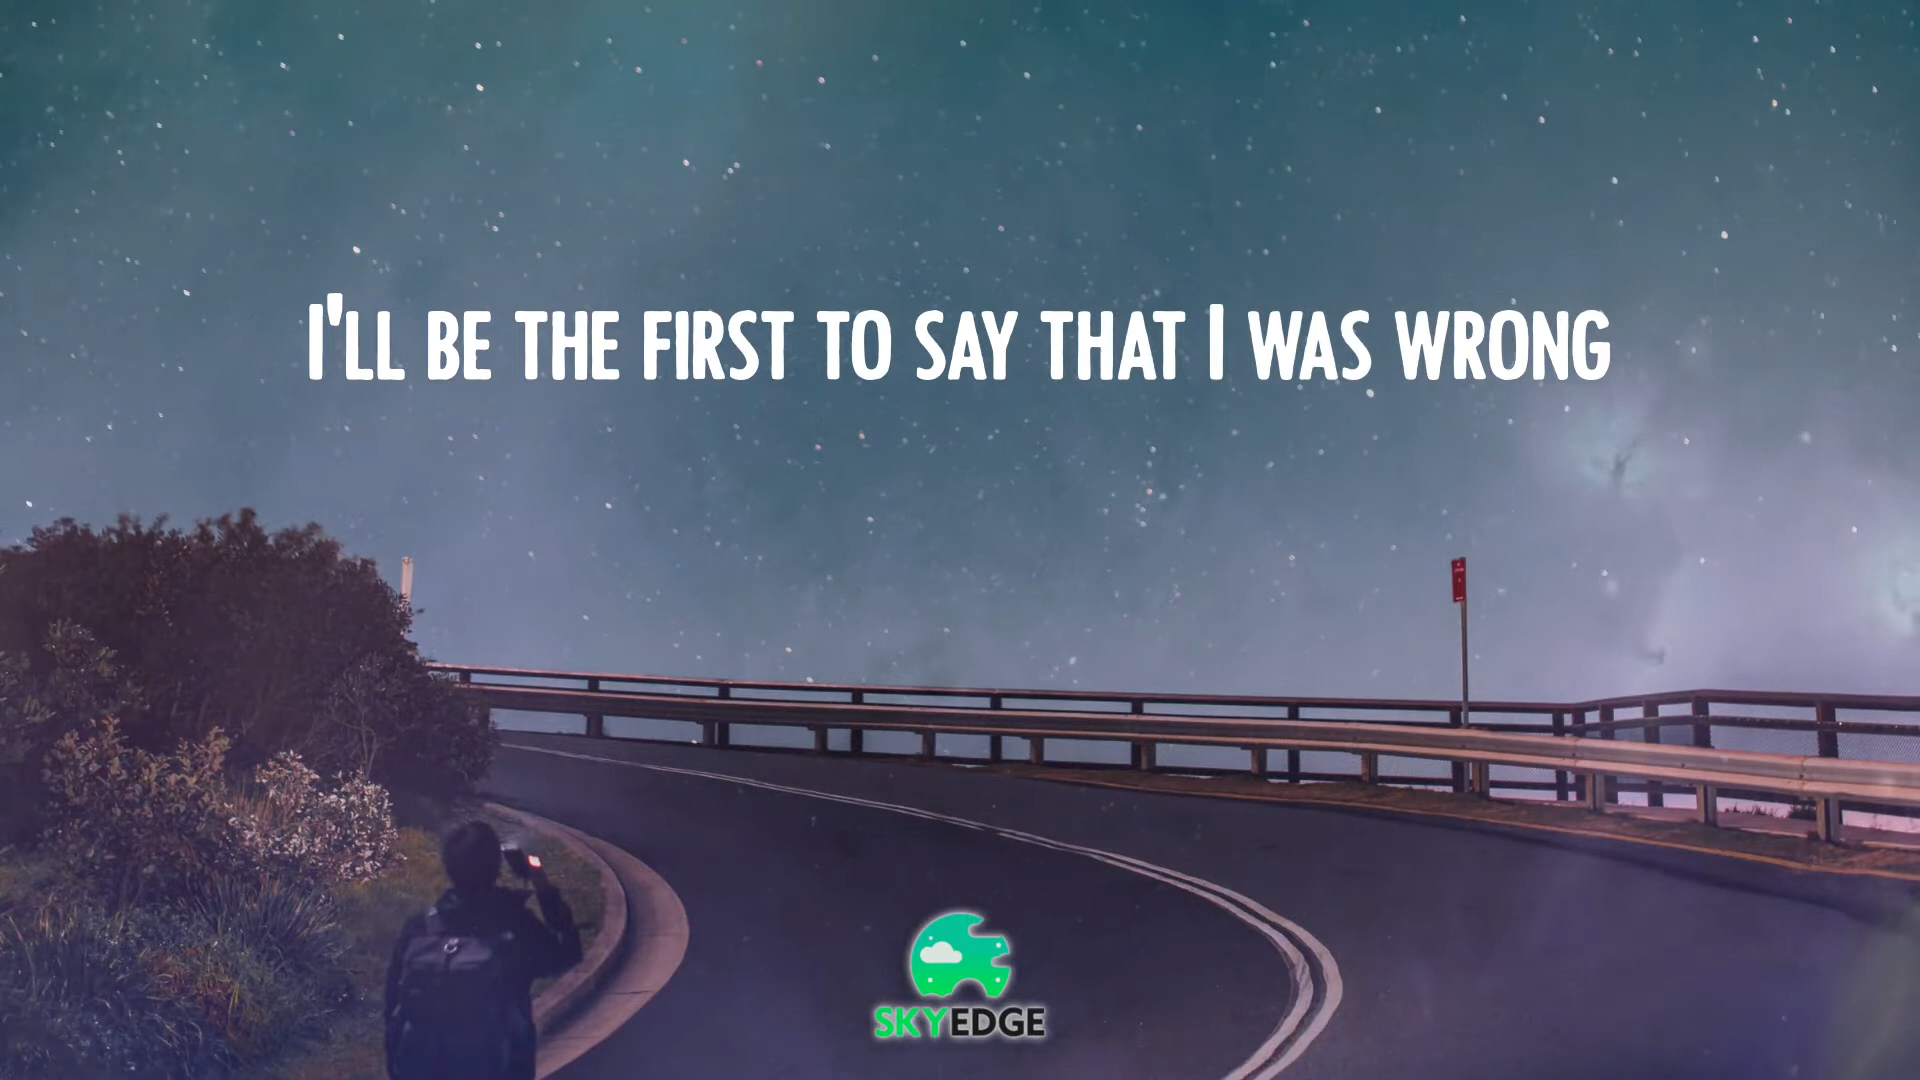 I'LL BE THE FIRST TO SAY THAT I WAS WRONG
SKYEDGE